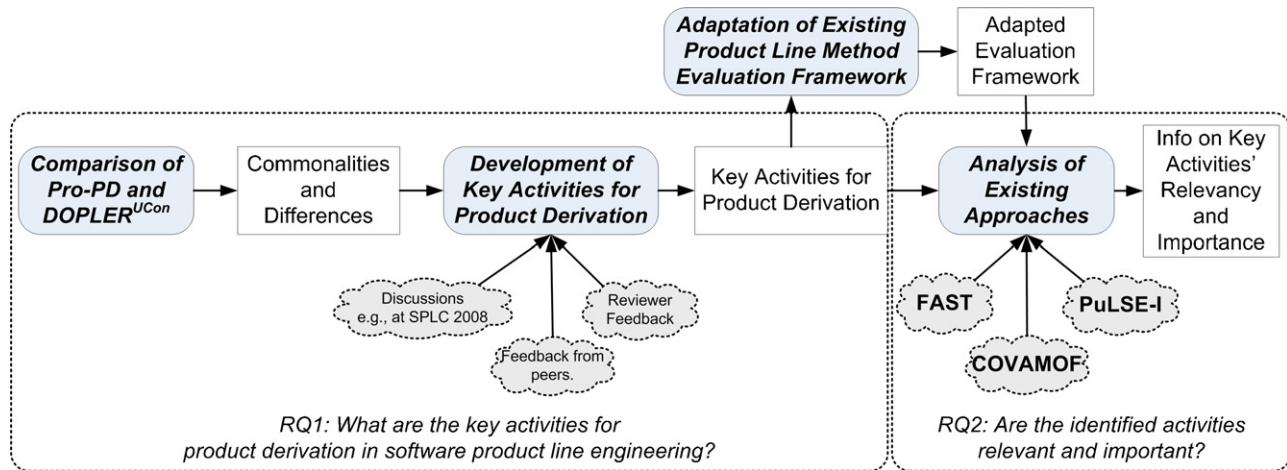 Adaptation of Existing
Product Line Method
Evaluation Framework
Adapted
Evaluation
Framework
Comparison of
Pro-PD and
DOPLER^UCon
Commonalities
and
Differences
Development of
Key Activities for
Product Derivation
Key Activities for
Product Derivation
Analysis of
Existing
Approaches
Info on Key
Activities'
Relevancy
and
Importance
Discussions
e.g., at SPLC 2008
Reviewer
Feedback
Feedback from
peers.
FAST
PuLSE-I
COVAMOF
RQ1: What are the key activities for
product derivation in software product line engineering?
RQ2: Are the identified activities
relevant and important?